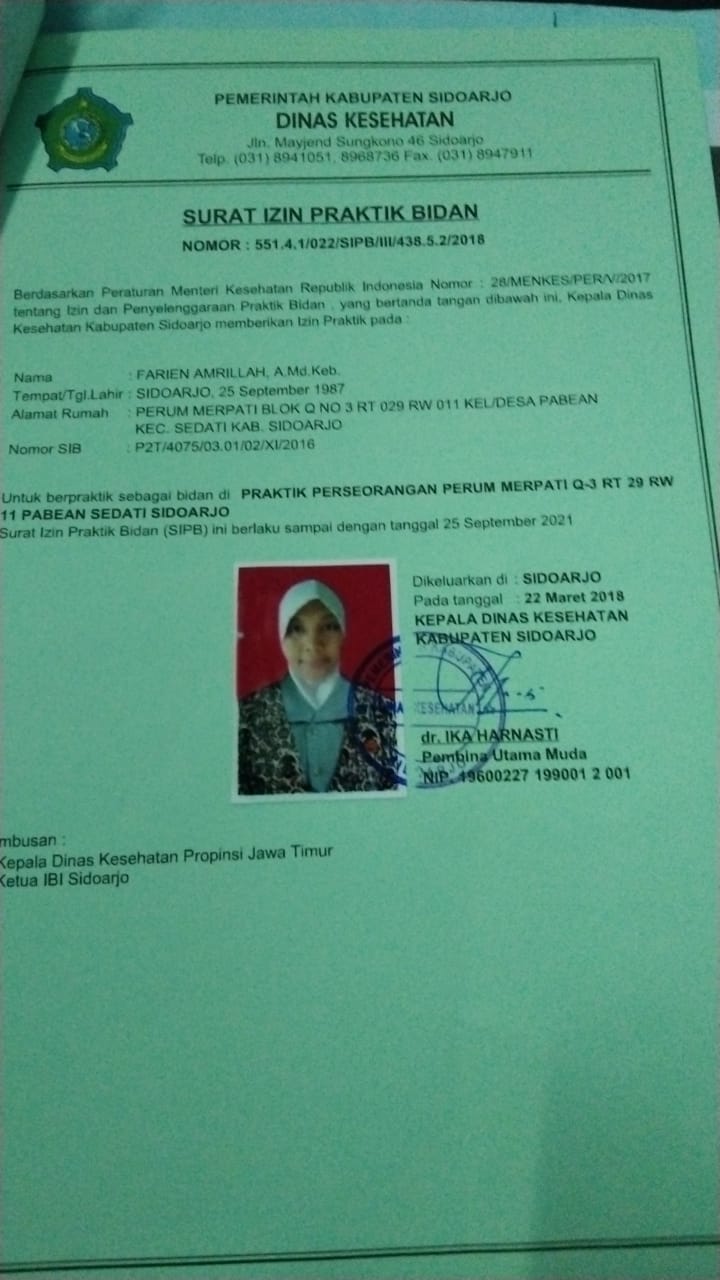 PEMERINTAH KABUPATEN SIDOARJO
DINAS KESEHATAN
Jln. Mayjend Sungkono 46 Sidoarjo
Telp. (031) 8941051, 8968736 Fax. (031) 8947911
SURAT IZIN PRAKTIK BIDAN
NOMOR : 551.4.1/022/SIPB/III/438.5.2/2018
Berdasarkan Peraturan Menteri Kesehatan Republik Indonesia Nomor : 28/MENKES/PER/V/2017
tentang Izin dan Penyelenggaraan Praktik Bidan , yang bertanda tangan dibawah ini, Kepala Dinas
Kesehatan Kabupaten Sidoarjo memberikan Izin Praktik pada :
Nama : FARIEN AMRILLAH, A.Md.Keb.
Tempat/Tgl.Lahir : SIDOARJO, 25 September 1987
Alamat Rumah : PERUM MERPATI BLOK Q NO 3 RT 029 RW 011 KEL/DESA PABEAN
KEC. SEDATI KAB. SIDOARJO
Nomor SIB : P2T/4075/03.01/02/XI/2016
Untuk berpraktik sebagai bidan di PRAKTIK PERSEORANGAN PERUM MERPATI Q-3 RT 29 RW
11 PABEAN SEDATI SIDOARJO
Surat Izin Praktik Bidan (SIPB) ini berlaku sampai dengan tanggal 25 September 2021
Dikeluarkan di : SIDOARJO
Pada tanggal : 22 Maret 2018
KEPALA DINAS KESEHATAN
KABUPATEN SIDOARJO
dr. IKA HARNASTI
Pembina Utama Muda
NIP. 19600227 199001 2 001
mbusan :
Kepala Dinas Kesehatan Propinsi Jawa Timur
Ketua IBI Sidoarjo